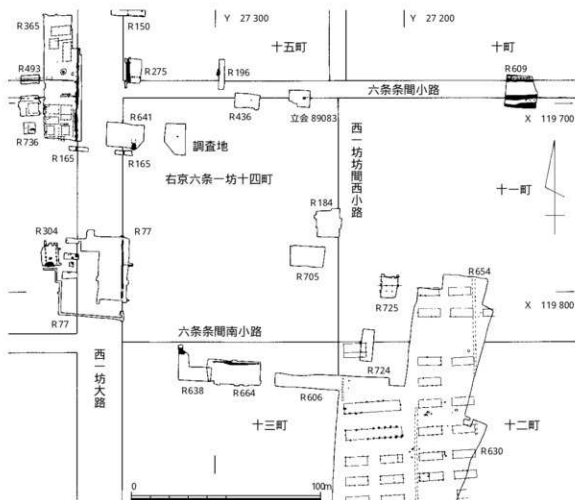 R365
R150
Y 27 300
Y 27 200
十五町
十町
R493
R275
R196
R609
六条条間小路
R736
R641
R436
立会 89083
X 119 700
R165
R165
調査地
右京六条一坊十四町
西一坊坊間西小路
十一町
R184
R304
R77
R705
R654
R725
X 119 800
R77
六条条間南小路
西一坊大路
R724
R638
R664
R606
十三町
十二町
R630
0
100m